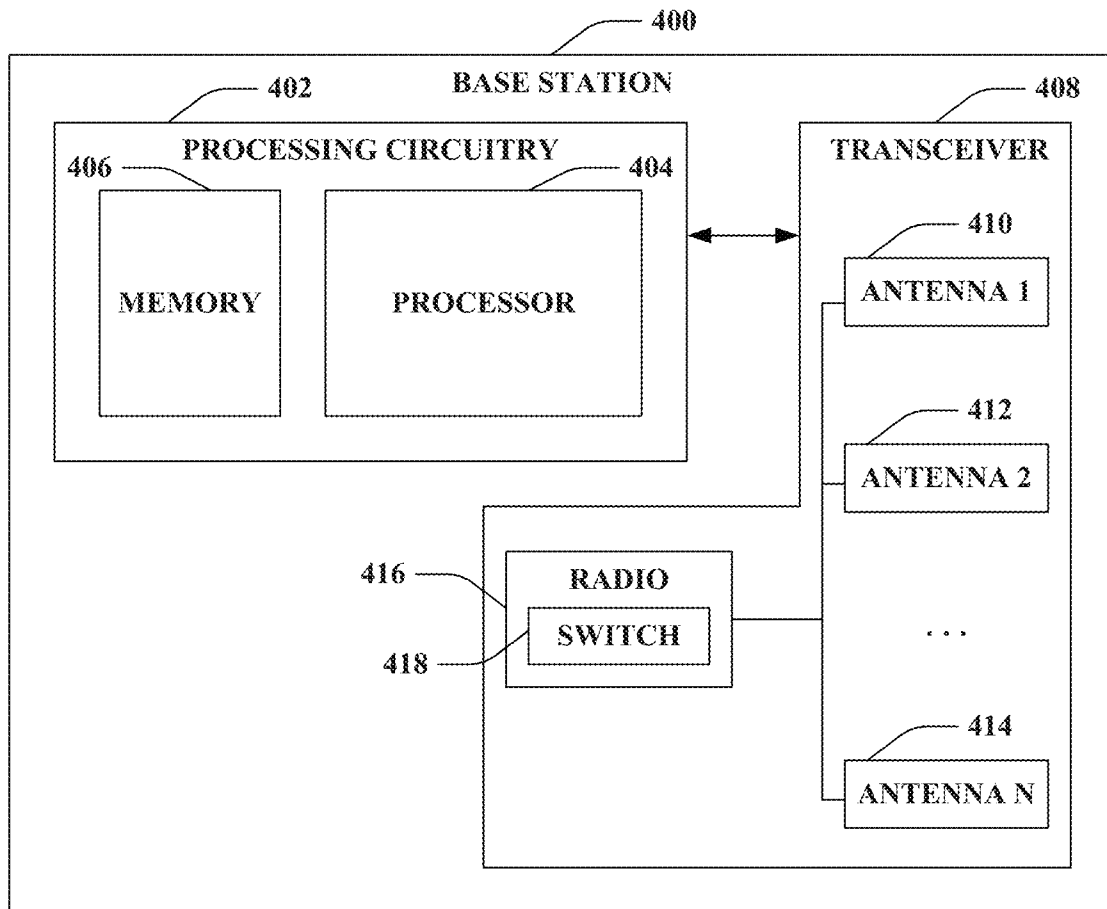 400
BASE STATION
402
408
PROCESSING CIRCUITRY
TRANSCEIVER
406
404
410
MEMORY
PROCESSOR
ANTENNA 1
412
ANTENNA 2
416
RADIO
SWITCH
418
...
414
ANTENNA N